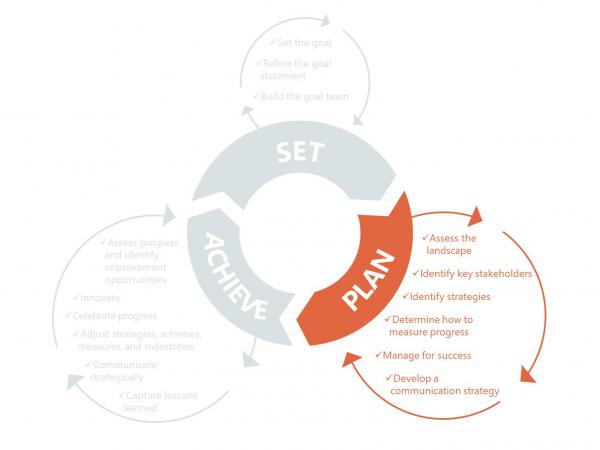 ✓Set the goal
✓Refine the goal
statement
✓Build the goal team
SET
PLAN
✓Assess the
landscape
✓Identify key stakeholders
✓Identify strategies
✓Determine how to
measure progress
✓Manage for success
✓Develop a
communication strategy
ACHIEVE
✓Assess progress
and identify
improvement
opportunities
✓Innovate
✓Celebrate progress
✓Adjust strategies, activities,
measures, and milestones
✓Communicate
strategically
✓Capture lessons
learned